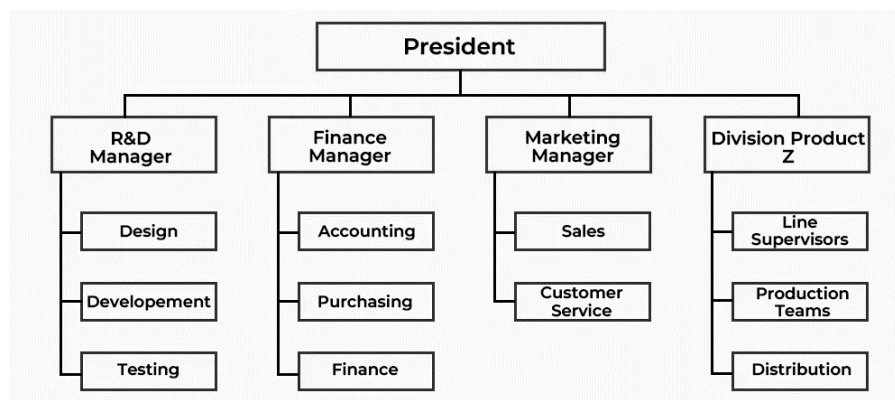 President
R&D
Manager
Finance
Manager
Marketing
Manager
Division Product
Z
Design
Accounting
Sales
Line
Supervisors
Developement
Purchasing
Customer
Service
Production
Teams
Testing
Finance
Distribution